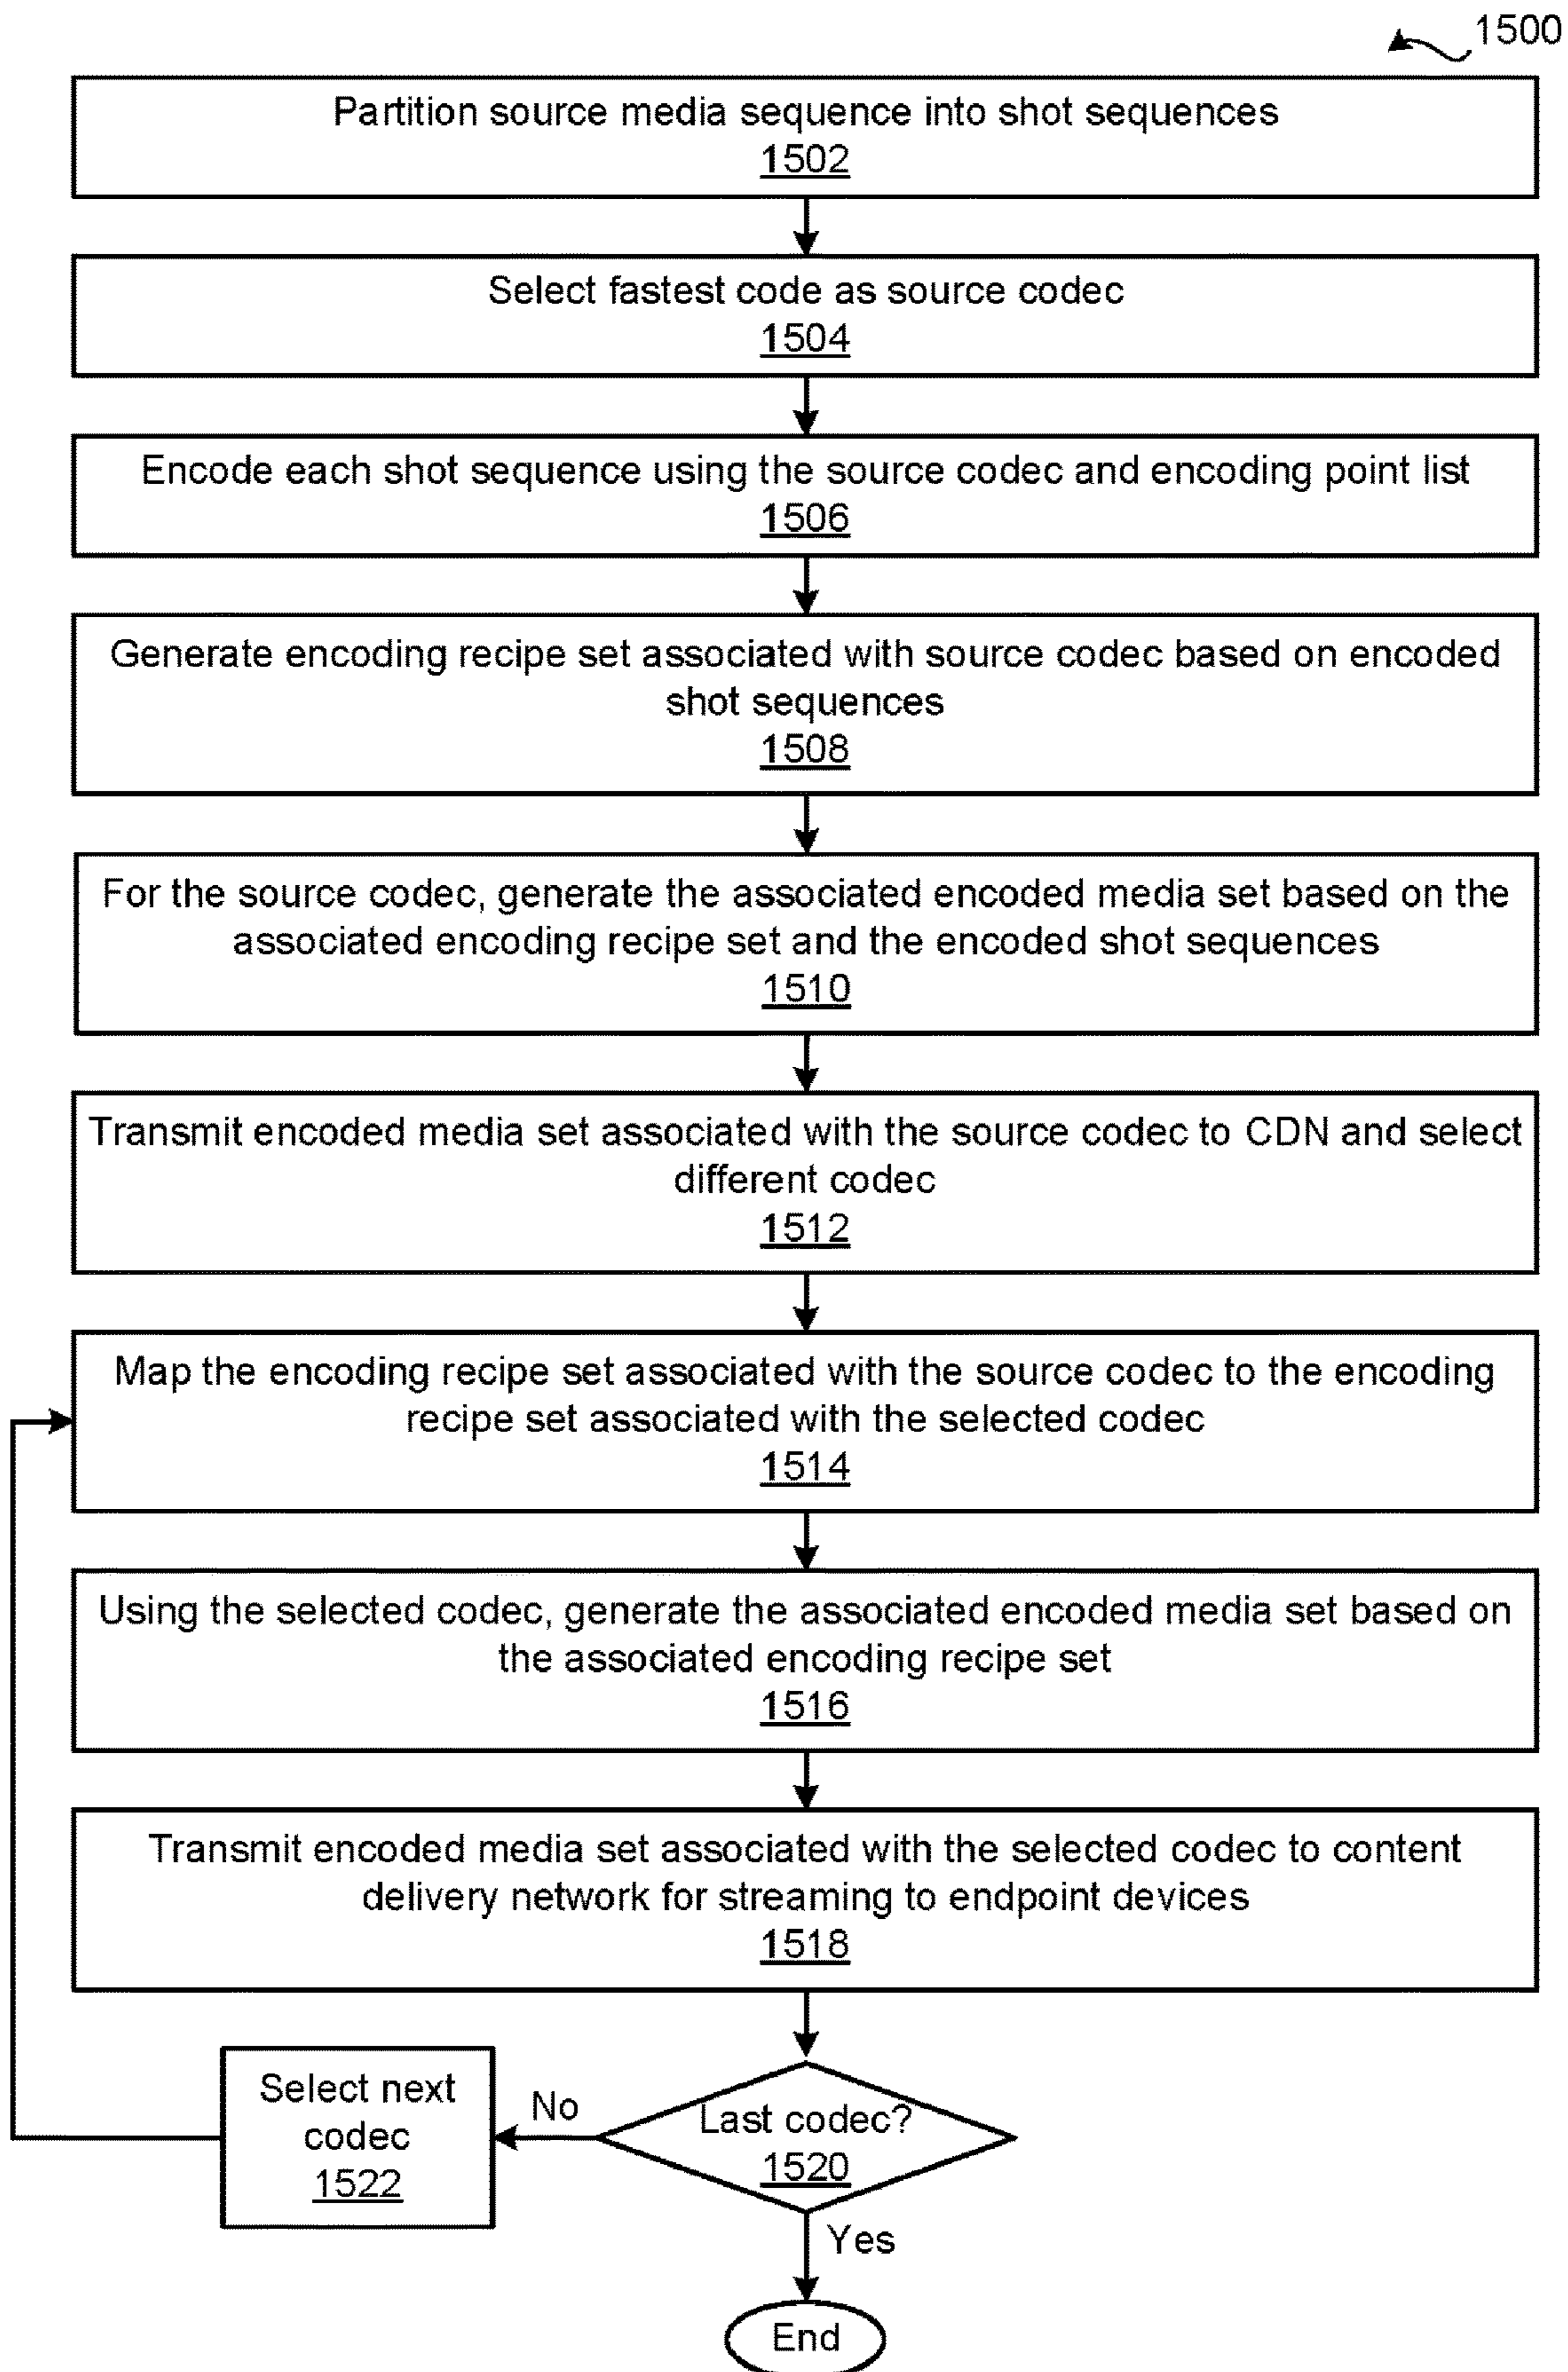 1500
Partition source media sequence into shot sequences
1502
Select fastest code as source codec
1504
Encode each shot sequence using the source codec and encoding point list
1506
Generate encoding recipe set associated with source codec based on encoded
shot sequences
1508
For the source codec, generate the associated encoded media set based on the
associated encoding recipe set and the encoded shot sequences
1510
Transmit encoded media set associated with the source codec to CDN and select
different codec
1512
Map the encoding recipe set associated with the source codec to the encoding
recipe set associated with the selected codec
1514
Using the selected codec, generate the associated encoded media set based on
the associated encoding recipe set
1516
Transmit encoded media set associated with the selected codec to content
delivery network for streaming to endpoint devices
1518
Last codec?
1520
No
Select next
codec
1522
Yes
End